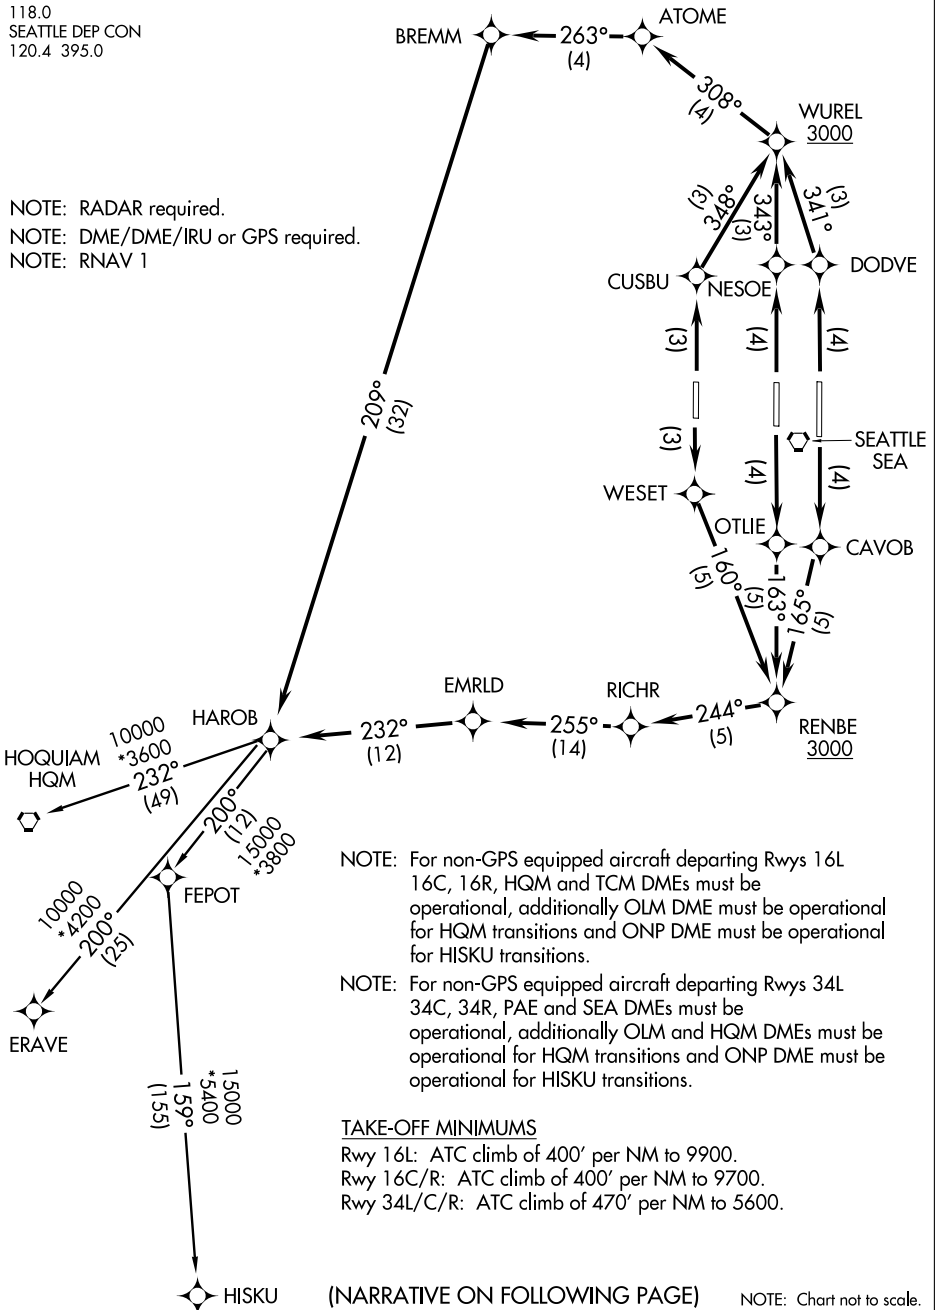 118.0
SEATTLE DEP CON
120.4 395.0
BREMM
263°
(4)
ATOME
308°
(4)
WUREL
3000
NOTE: RADAR required.
NOTE: DME/DME/IRU or GPS required.
NOTE: RNAV 1
(3)
348°
(3)
343°
(3)
341°
CUSBU
NESOE
DODVE
(3)
(4)
(4)
209°
(32)
(3)
(4)
(4)
SEATTLE
SEA
WESET
OTLIE
CAVOB
160°
(5)
(5)
163°
165°
(5)
HAROB
EMRLD
RICHR
RENBE
3000
232°
(12)
255°
(14)
244°
(5)
HOQUIAM
HQM
10000
*3600
232°
(49)
200°
(12)
15000
*3800
FEPOT
10000
*4200
200°
(25)
ERAVE
15000
*5400
159°
(155)
HISKU
NOTE: For non-GPS equipped aircraft departing Rwys 16L
16C, 16R, HQM and TCM DMEs must be
operational, additionally OLM DME must be operational
for HQM transitions and ONP DME must be operational
for HISKU transitions.
NOTE: For non-GPS equipped aircraft departing Rwys 34L
34C, 34R, PAE and SEA DMEs must be
operational, additionally OLM and HQM DMEs must be
operational for HQM transitions and ONP DME must be
operational for HISKU transitions.
TAKE-OFF MINIMUMS
Rwy 16L: ATC climb of 400' per NM to 9900.
Rwy 16C/R: ATC climb of 400' per NM to 9700.
Rwy 34L/C/R: ATC climb of 470' per NM to 5600.
(NARRATIVE ON FOLLOWING PAGE)
NOTE: Chart not to scale.